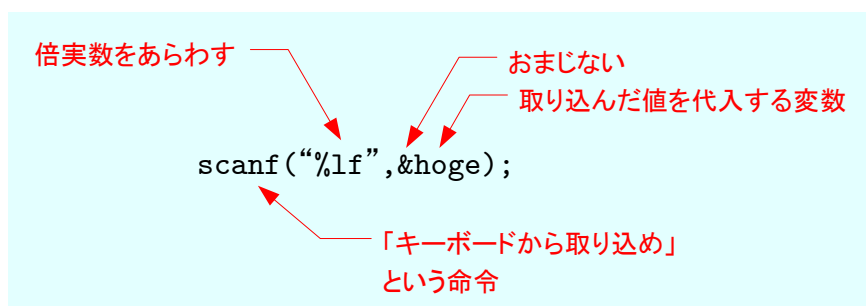 倍実数をあらわす
おまじない
取り込んだ値を代入する変数
scanf(“%lf”,&hoge);
「キーボードから取り込め」
という命令